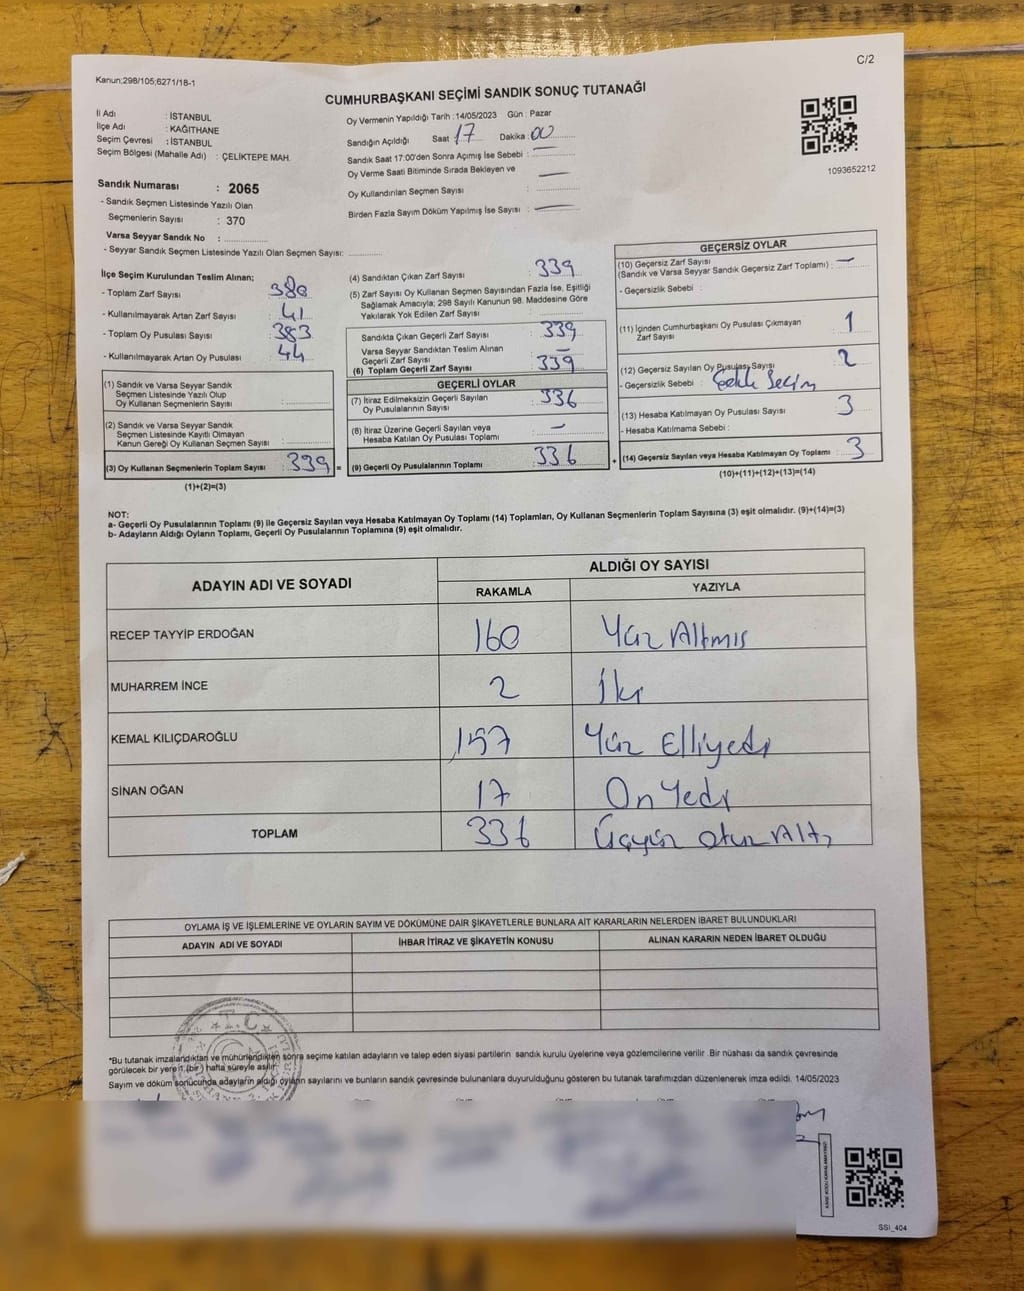 C/2
Kanun;298/105;6271/18-1
CUMHURBAŞKANI SEÇİMİ SANDIK SONUÇ TUTANAĞI
İl Adı : İSTANBUL
İlçe Adı : KAĞITHANE
Seçim Çevresi : İSTANBUL
Seçim Bölgesi (Mahalle Adı) : ÇELİKTEPE MAH.
Oy Vermenin Yapıldığı Tarih :14/05/2023 Gün : Pazar
Sandığın Açıldığı Saat 17 Dakika : 00
Sandık Saat 17:00'den Sonra Açımış İse Sebebi : —
Oy Verme Saati Bitiminde Sırada Bekleyen ve —
Oy Kullandırılan Seçmen Sayısı :
Birden Fazla Sayım Döküm Yapılmış İse Sayısı : —
1093652212
Sandık Numarası : 2065
- Sandık Seçmen Listesinde Yazılı Olan
Seçmenlerin Sayısı : 370
Varsa Seyyar Sandık No :
- Seyyar Sandık Seçmen Listesinde Yazılı Olan Seçmen Sayısı:
İlçe Seçim Kurulundan Teslim Alınan;
- Toplam Zarf Sayısı : 380
- Kullanılmayarak Artan Zarf Sayısı : 41
- Toplam Oy Pusulası Sayısı : 383
- Kullanılmayarak Artan Oy Pusulası : 44
(1) Sandık ve Varsa Seyyar Sandık
Seçmen Listesinde Yazılı Olup
Oy Kullanan Seçmenlerin Sayısı :
(2) Sandık ve Varsa Seyyar Sandık
Seçmen Listesinde Kayıtlı Olmayan
Kanun Gereği Oy Kullanan Seçmen Sayısı :
(3) Oy Kullanan Seçmenlerin Toplam Sayısı : 339 =
(1)+(2)=(3)
(4) Sandıktan Çıkan Zarf Sayısı : 339
(5) Zarf Sayısı Oy Kullanan Seçmen Sayısından Fazla İse, Eşitliği
Sağlamak Amacıyla; 298 Sayılı Kanunun 98. Maddesine Göre
Yakılarak Yok Edilen Zarf Sayısı :
Sandıkta Çıkan Geçerli Zarf Sayısı : 339
Varsa Seyyar Sandıktan Teslim Alınan
Geçerli Zarf Sayısı : —
(6) Toplam Geçerli Zarf Sayısı : 339
GEÇERLİ OYLAR
(7) İtiraz Edilmeksizin Geçerli Sayılan
Oy Pusulalarının Sayısı : 336
(8) İtiraz Üzerine Geçerli Sayılan veya
Hesaba Katılan Oy Pusulası Toplamı : —
(9) Geçerli Oy Pusulalarının Toplamı : 336 +
GEÇERSİZ OYLAR
(10) Geçersiz Zarf Sayısı
(Sandık ve Varsa Seyyar Sandık Geçersiz Zarf Toplamı) : —
- Geçersizlik Sebebi :
(11) İçinden Cumhurbaşkanı Oy Pusulası Çıkmayan
Zarf Sayısı : 1
(12) Geçersiz Sayılan Oy Pusulası Sayısı : 2
- Geçersizlik Sebebi : Seçim
(13) Hesaba Katılmayan Oy Pusulası Sayısı : 3
- Hesaba Katılmama Sebebi :
(14) Geçersiz Sayılan veya Hesaba Katılmayan Oy Toplamı : 3
(10)+(11)+(12)+(13)=(14)
NOT:
a- Geçerli Oy Pusulalarının Toplamı (9) ile Geçersiz Sayılan veya Hesaba Katılmayan Oy Toplamı (14) Toplamları, Oy Kullanan Seçmenlerin Toplam Sayısına (3) eşit olmalıdır. (9)+(14)=(3)
b- Adayların Aldığı Oyların Toplamı, Geçerli Oy Pusulalarının Toplamına (9) eşit olmalıdır.
ADAYIN ADI VE SOYADI
ALDIĞI OY SAYISI
RAKAMLA YAZIYLA
RECEP TAYYİP ERDOĞAN 160 Yüz Altmış
MUHARREM İNCE 2 İki
KEMAL KILIÇDAROĞLU 157 Yüz Elliyedi
SİNAN OĞAN 17 On Yedi
TOPLAM 336 Üçyüz Otuz Altı
OYLAMA İŞ VE İŞLEMLERİNE VE OYLARIN SAYIM VE DÖKÜMÜNE DAİR ŞİKAYETLERLE BUNLARA AİT KARARLARIN NELERDEN İBARET BULUNDUKLARI
ADAYIN ADI VE SOYADI İHBAR İTİRAZ VE ŞİKAYETİN KONUSU ALINAN KARARIN NEDEN İBARET OLDUĞU
T.C.
*Bu tutanak imzalandıktan ve mühürlendikten sonra seçime katılan adayların ve talep eden siyasi partilerin sandık kurulu üyelerine veya gözlemcilerine verilir .Bir nüshası da sandık çevresinde
görülecek bir yere 1 (bir) hafta süreyle asılır.
Sayım ve döküm sonucunda adayların aldığı oyların sayılarını ve bunların sandık çevresinde bulunanlara duyurulduğunu gösteren bu tutanak tarafımızdan düzenlenerek imza edildi. 14/05/2023
SSI_404